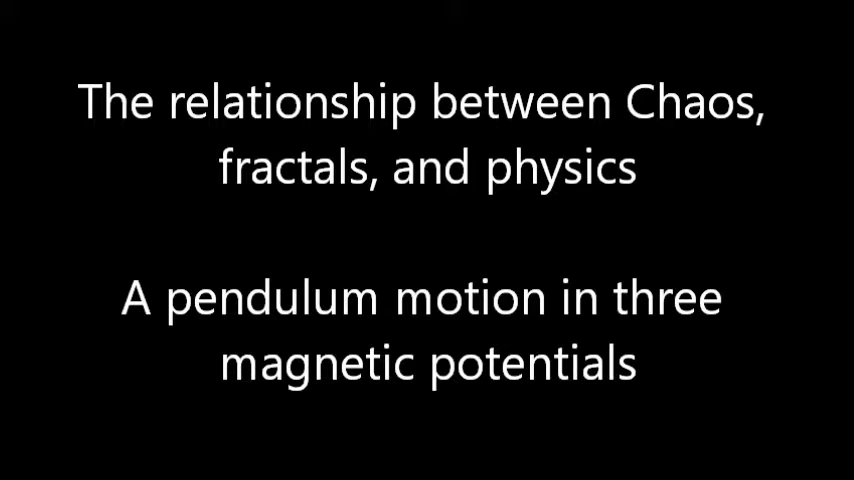 The relationship between Chaos,
fractals, and physics
A pendulum motion in three
magnetic potentials